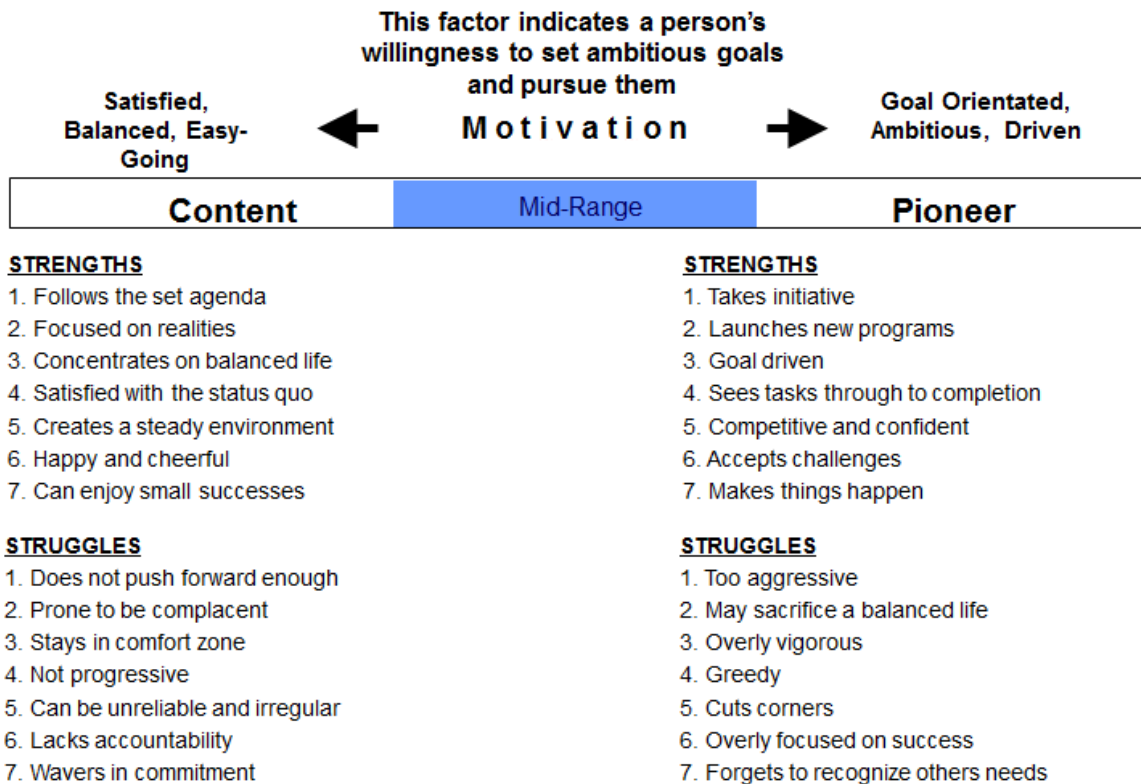 This factor indicates a person's
willingness to set ambitious goals
and pursue them
Satisfied,
Balanced, Easy-
Going
Motivation
Goal Orientated,
Ambitious, Driven
Content
Mid-Range
Pioneer
STRENGTHS
1. Follows the set agenda
2. Focused on realities
3. Concentrates on balanced life
4. Satisfied with the status quo
5. Creates a steady environment
6. Happy and cheerful
7. Can enjoy small successes
STRUGGLES
1. Does not push forward enough
2. Prone to be complacent
3. Stays in comfort zone
4. Not progressive
5. Can be unreliable and irregular
6. Lacks accountability
7. Wavers in commitment
STRENGTHS
1. Takes initiative
2. Launches new programs
3. Goal driven
4. Sees tasks through to completion
5. Competitive and confident
6. Accepts challenges
7. Makes things happen
STRUGGLES
1. Too aggressive
2. May sacrifice a balanced life
3. Overly vigorous
4. Greedy
5. Cuts corners
6. Overly focused on success
7. Forgets to recognize others needs